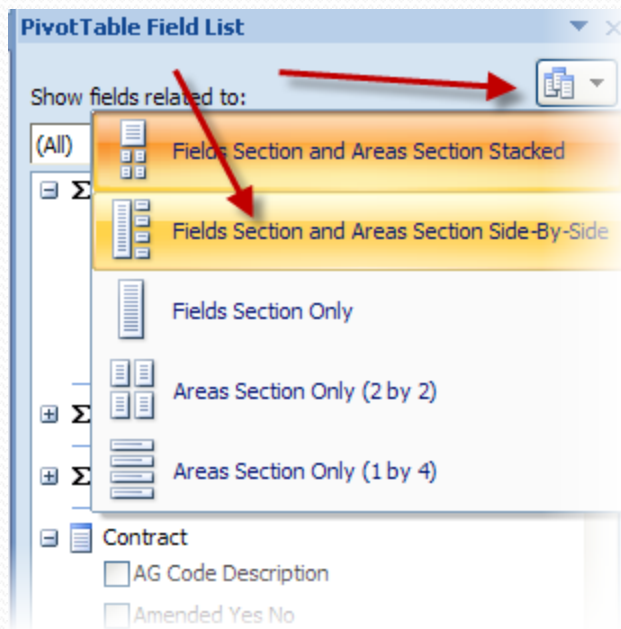 PivotTable Field List
Show fields related to:
(All)
Fields Section and Areas Section Stacked
Σ
Fields Section and Areas Section Side-By-Side
Fields Section Only
Areas Section Only (2 by 2)
Σ
Areas Section Only (1 by 4)
Σ
Contract
AG Code Description
Amended Yes No